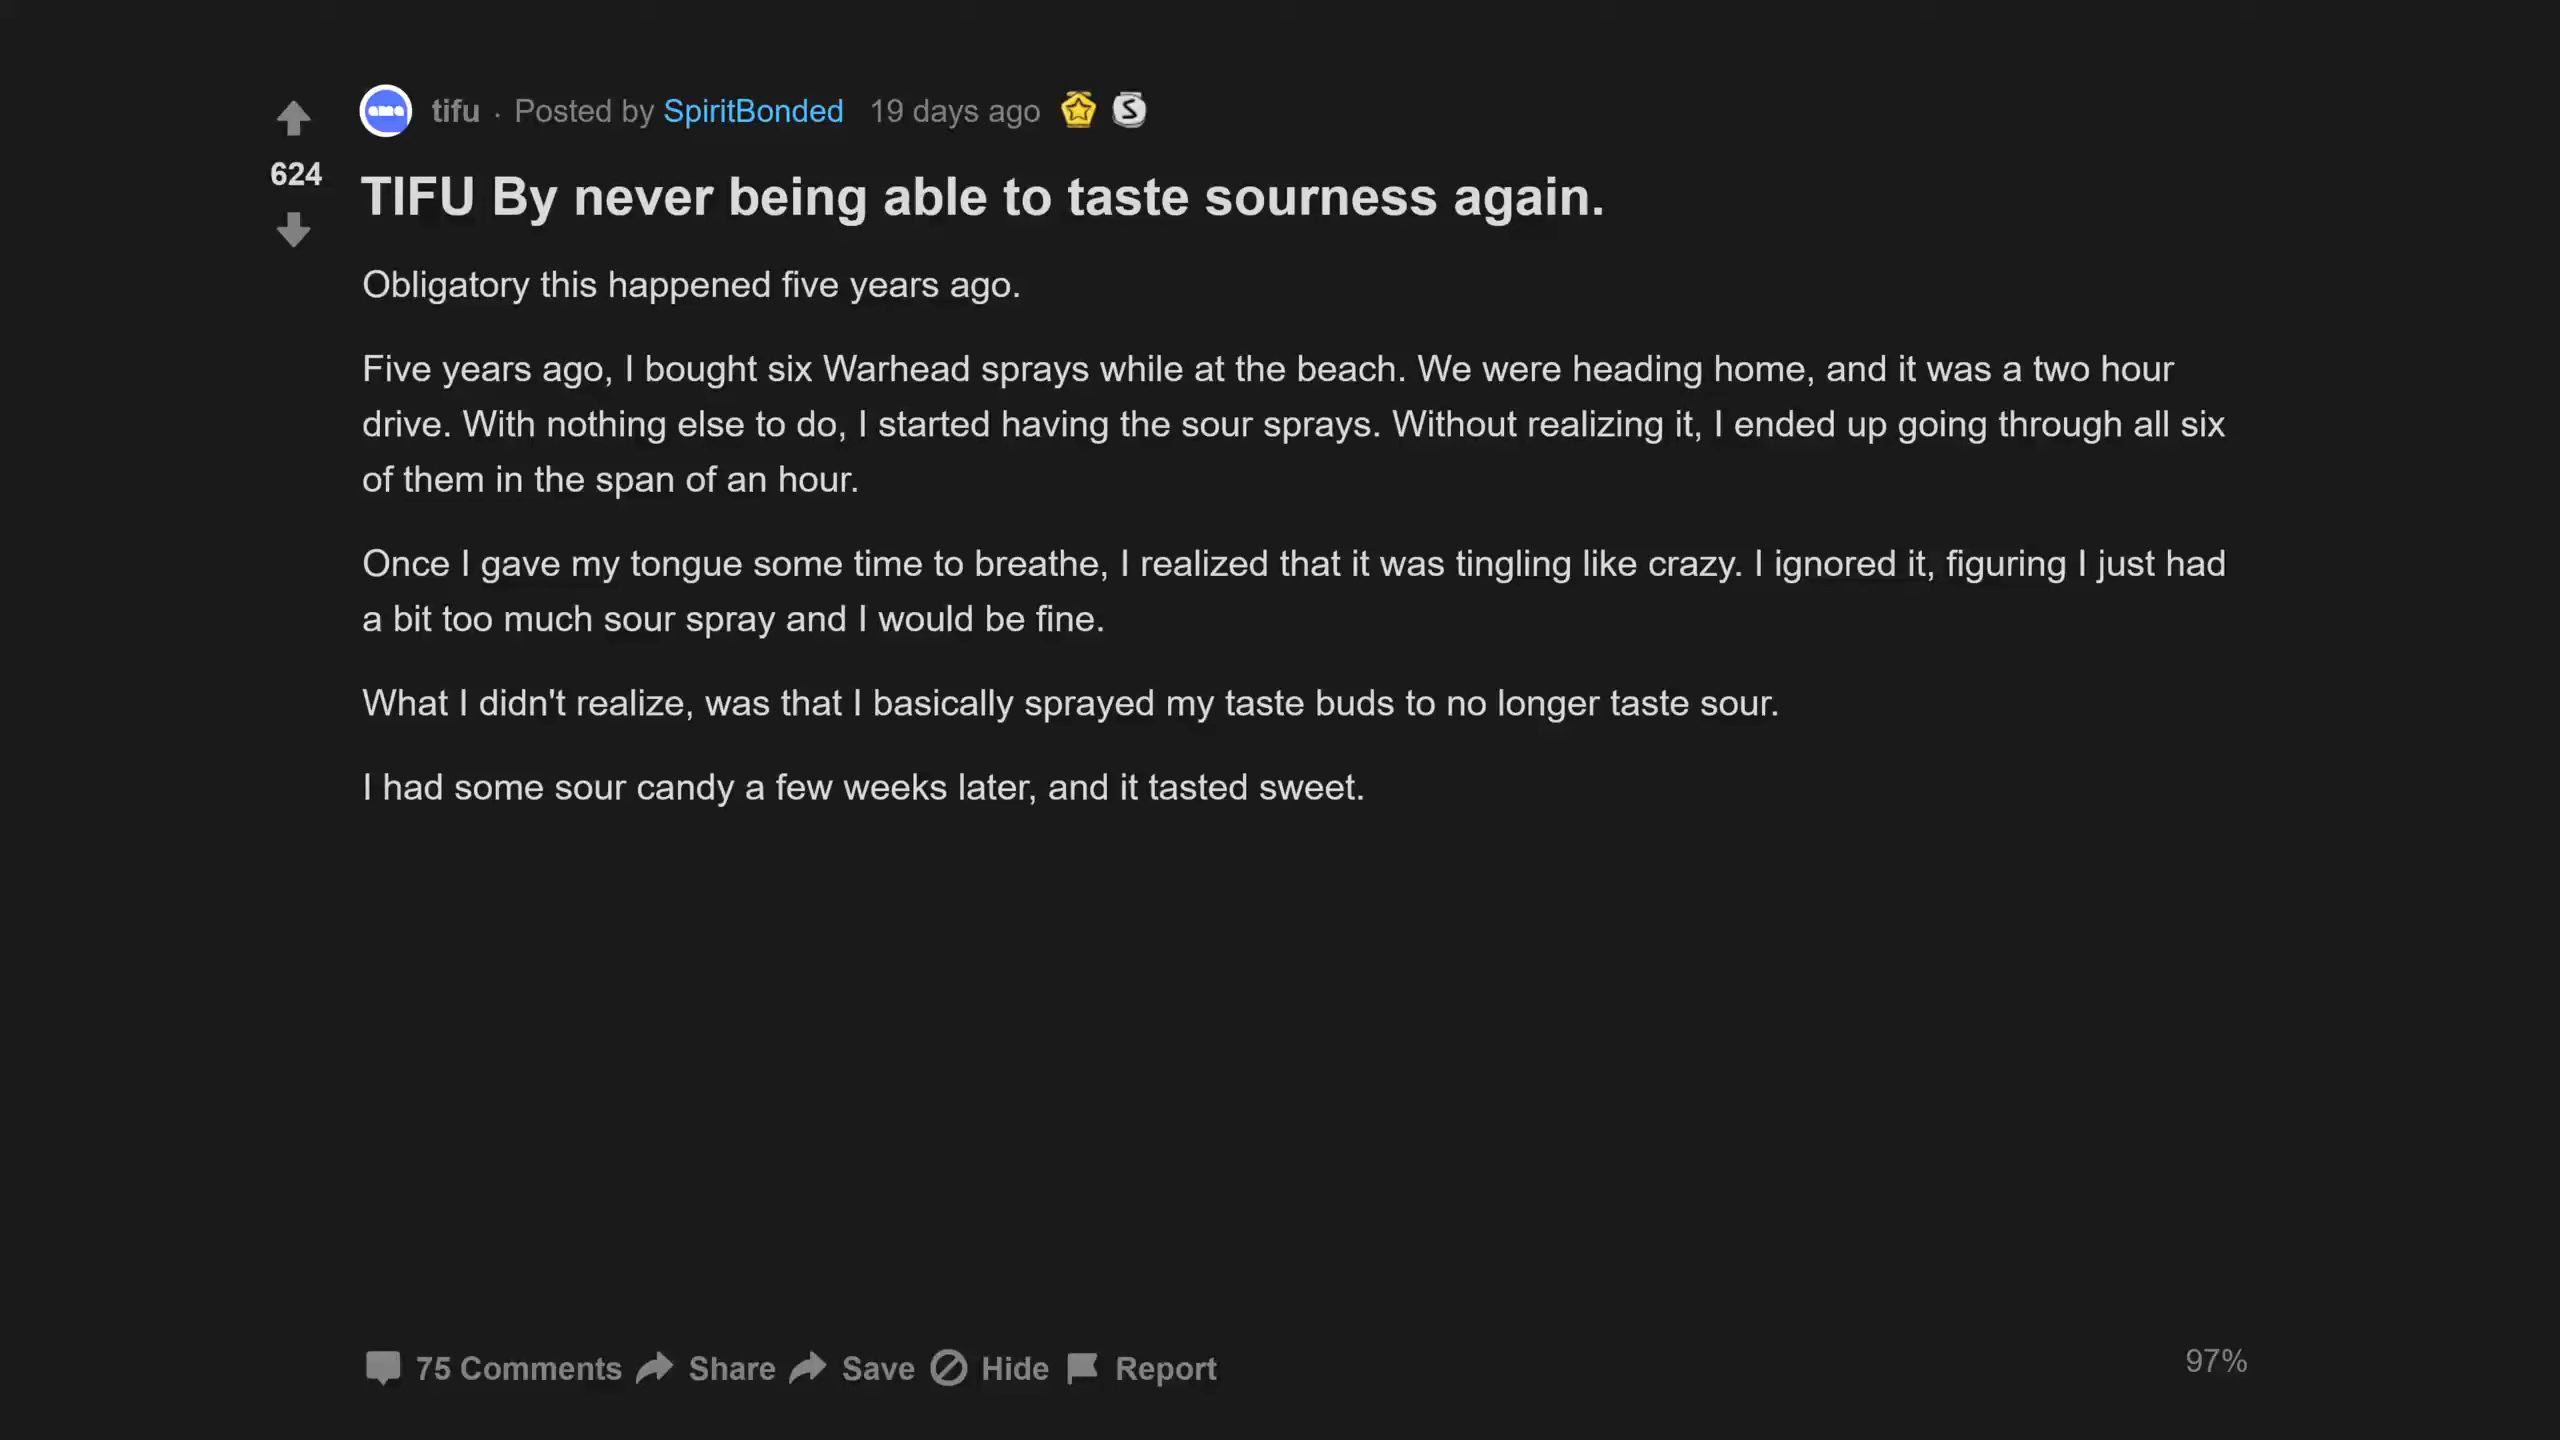 tifu · Posted by SpiritBonded 19 days ago
624
TIFU By never being able to taste sourness again.
Obligatory this happened five years ago.
Five years ago, I bought six Warhead sprays while at the beach. We were heading home, and it was a two hour
drive. With nothing else to do, I started having the sour sprays. Without realizing it, I ended up going through all six
of them in the span of an hour.
Once I gave my tongue some time to breathe, I realized that it was tingling like crazy. I ignored it, figuring I just had
a bit too much sour spray and I would be fine.
What I didn't realize, was that I basically sprayed my taste buds to no longer taste sour.
I had some sour candy a few weeks later, and it tasted sweet.
75 Comments Share Save Hide Report
97%